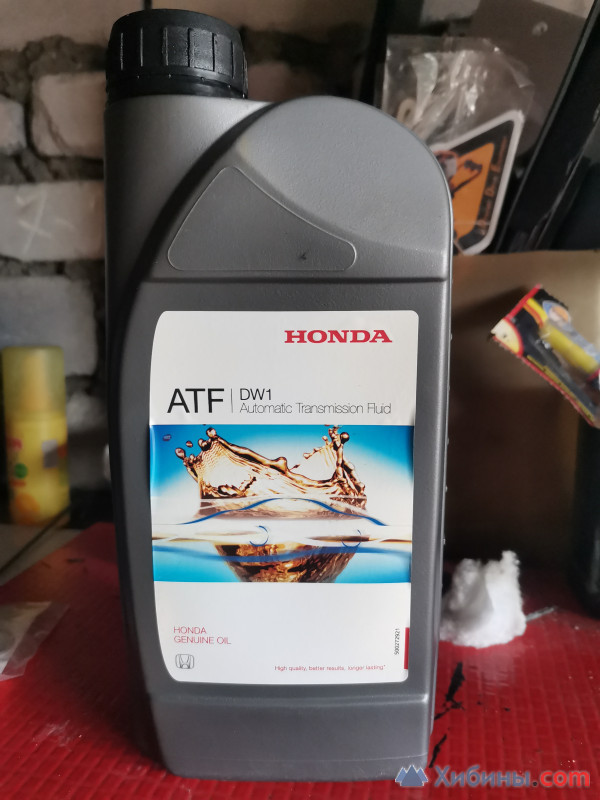 HONDA
ATF
DW1
Automatic Transmission Fluid
HONDA
GENUINE OIL
High quality, better results, longer lasting*
Хибины.com